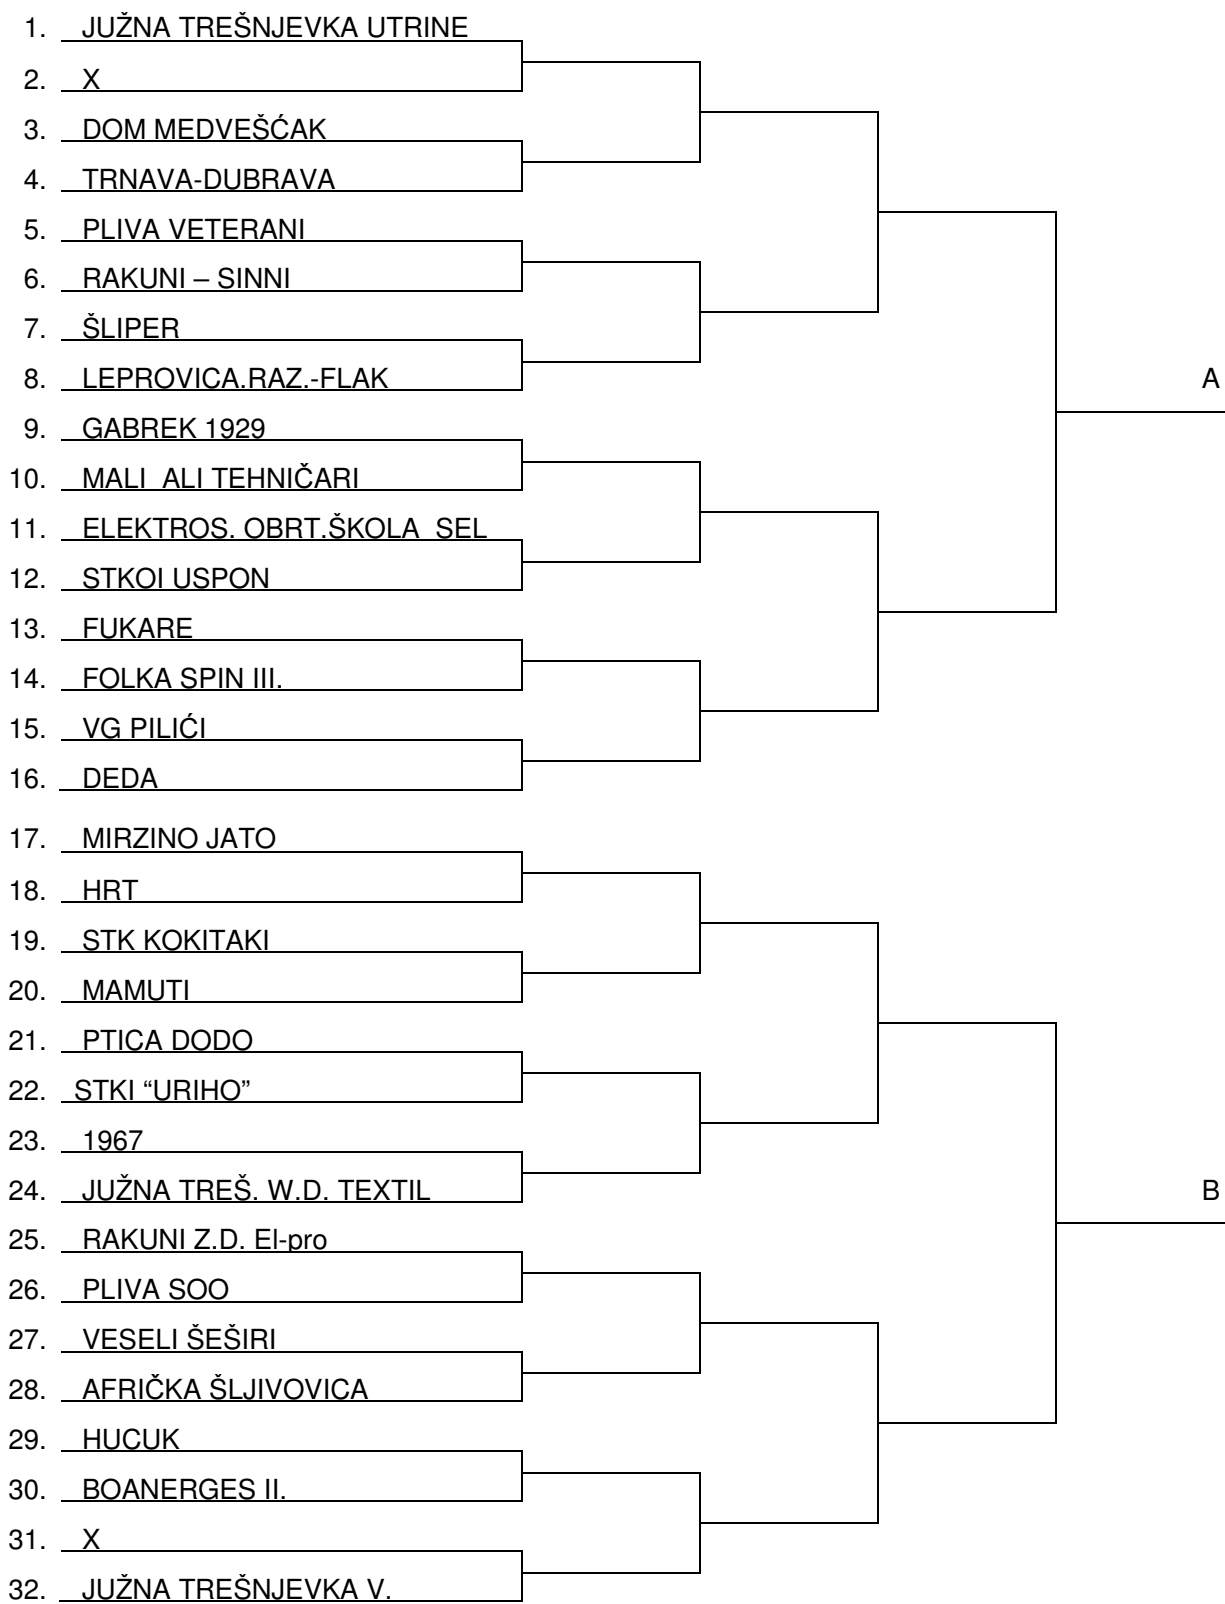 1. JUŽNA TREŠNJEVKA UTRINE
2. X
3. DOM MEDVEŠĆAK
4. TRNAVA-DUBRAVA
5. PLIVA VETERANI
6. RAKUNI – SINNI
7. ŠLIPER
8. LEPROVICA.RAZ.-FLAK
A
9. GABREK 1929
10. MALI  ALI TEHNIČARI
11. ELEKTROS. OBRT.ŠKOLA  SEL
12. STKOI USPON
13. FUKARE
14. FOLKA SPIN III.
15. VG PILIĆI
16. DEDA
17. MIRZINO JATO
18. HRT
19. STK KOKITAKI
20. MAMUTI
21. PTICA DODO
22. STKI “URIHO”
23. 1967
24. JUŽNA TREŠ. W.D. TEXTIL
B
25. RAKUNI Z.D. El-pro
26. PLIVA SOO
27. VESELI ŠEŠIRI
28. AFRIČKA ŠLJIVOVICA
29. HUCUK
30. BOANERGES II.
31. X
32. JUŽNA TREŠNJEVKA V.